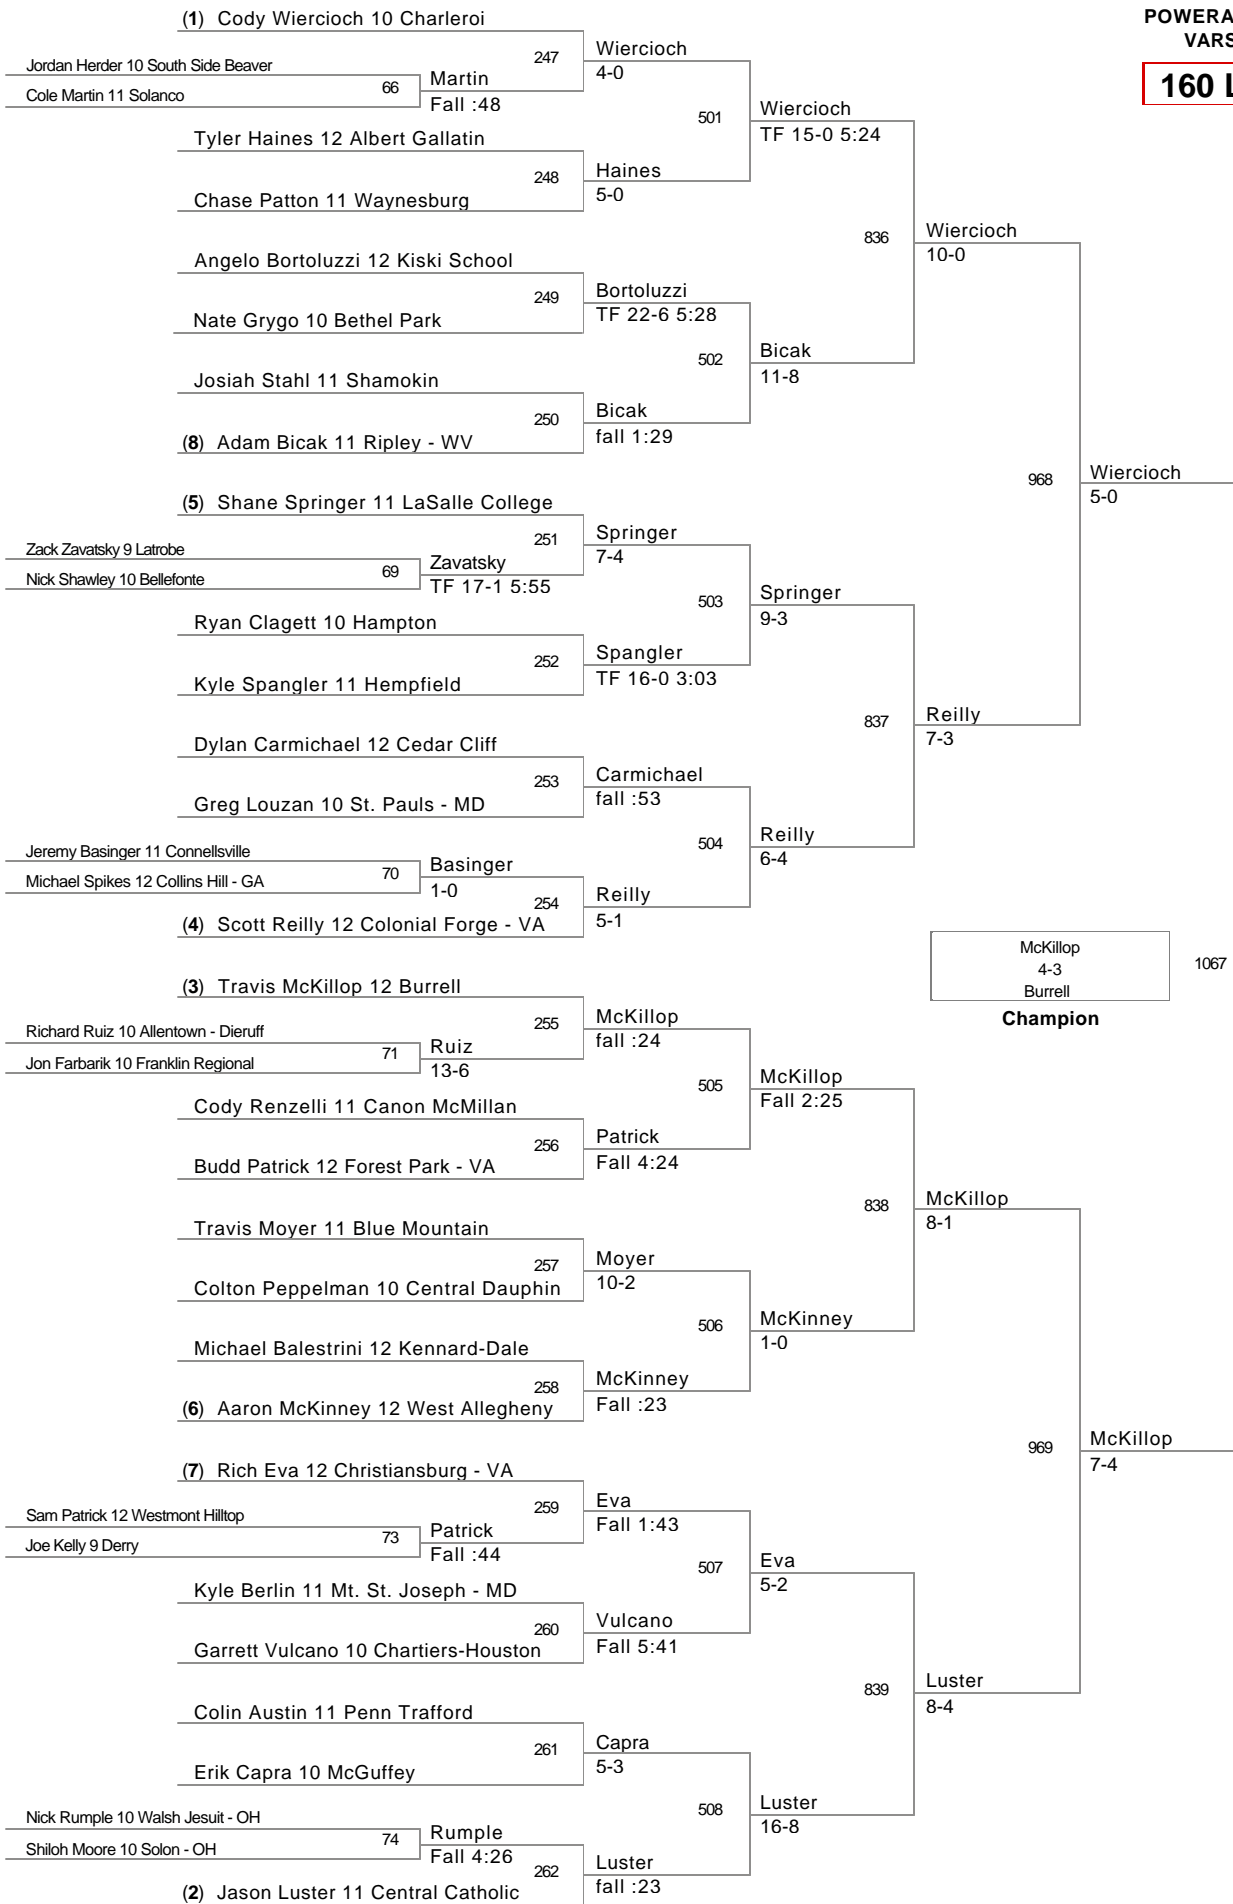 (1) Cody Wiercioch 10 Charleroi
POWERA
VARS
160 L
247
Wiercioch
4-0
Jordan Herder 10 South Side Beaver
Cole Martin 11 Solanco
66
Martin
Fall :48
501
Wiercioch
TF 15-0 5:24
Tyler Haines 12 Albert Gallatin
248
Haines
5-0
Chase Patton 11 Waynesburg
836
Wiercioch
10-0
Angelo Bortoluzzi 12 Kiski School
249
Bortoluzzi
TF 22-6 5:28
Nate Grygo 10 Bethel Park
502
Bicak
11-8
Josiah Stahl 11 Shamokin
250
Bicak
fall 1:29
(8) Adam Bicak 11 Ripley - WV
968
Wiercioch
5-0
(5) Shane Springer 11 LaSalle College
251
Springer
7-4
Zack Zavatsky 9 Latrobe
Nick Shawley 10 Bellefonte
69
Zavatsky
TF 17-1 5:55
503
Springer
9-3
Ryan Clagett 10 Hampton
252
Spangler
TF 16-0 3:03
Kyle Spangler 11 Hempfield
837
Reilly
7-3
Dylan Carmichael 12 Cedar Cliff
253
Carmichael
fall :53
Greg Louzan 10 St. Pauls - MD
504
Reilly
6-4
Jeremy Basinger 11 Connellsville
Michael Spikes 12 Collins Hill - GA
70
Basinger
1-0
254
Reilly
5-1
(4) Scott Reilly 12 Colonial Forge - VA
McKillop
4-3
Burrell
1067
Champion
(3) Travis McKillop 12 Burrell
255
McKillop
fall :24
Richard Ruiz 10 Allentown - Dieruff
Jon Farbarik 10 Franklin Regional
71
Ruiz
13-6
505
McKillop
Fall 2:25
Cody Renzelli 11 Canon McMillan
256
Patrick
Fall 4:24
Budd Patrick 12 Forest Park - VA
838
McKillop
8-1
Travis Moyer 11 Blue Mountain
257
Moyer
10-2
Colton Peppelman 10 Central Dauphin
506
McKinney
1-0
Michael Balestrini 12 Kennard-Dale
258
McKinney
Fall :23
(6) Aaron McKinney 12 West Allegheny
969
McKillop
7-4
(7) Rich Eva 12 Christiansburg - VA
259
Eva
Fall 1:43
Sam Patrick 12 Westmont Hilltop
Joe Kelly 9 Derry
73
Patrick
Fall :44
507
Eva
5-2
Kyle Berlin 11 Mt. St. Joseph - MD
260
Vulcano
Fall 5:41
Garrett Vulcano 10 Chartiers-Houston
839
Luster
8-4
Colin Austin 11 Penn Trafford
261
Capra
5-3
Erik Capra 10 McGuffey
508
Luster
16-8
Nick Rumple 10 Walsh Jesuit - OH
Shiloh Moore 10 Solon - OH
74
Rumple
Fall 4:26
262
Luster
fall :23
(2) Jason Luster 11 Central Catholic